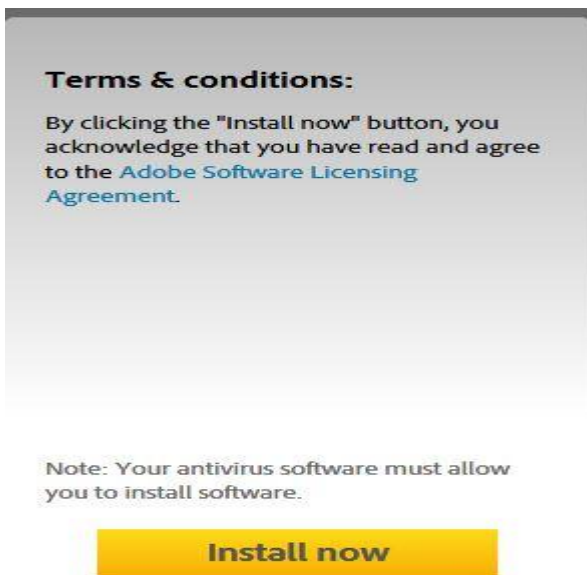 Terms & conditions:
By clicking the "Install now" button, you
acknowledge that you have read and agree
to the Adobe Software Licensing
Agreement.
Note: Your antivirus software must allow
you to install software.
Install now